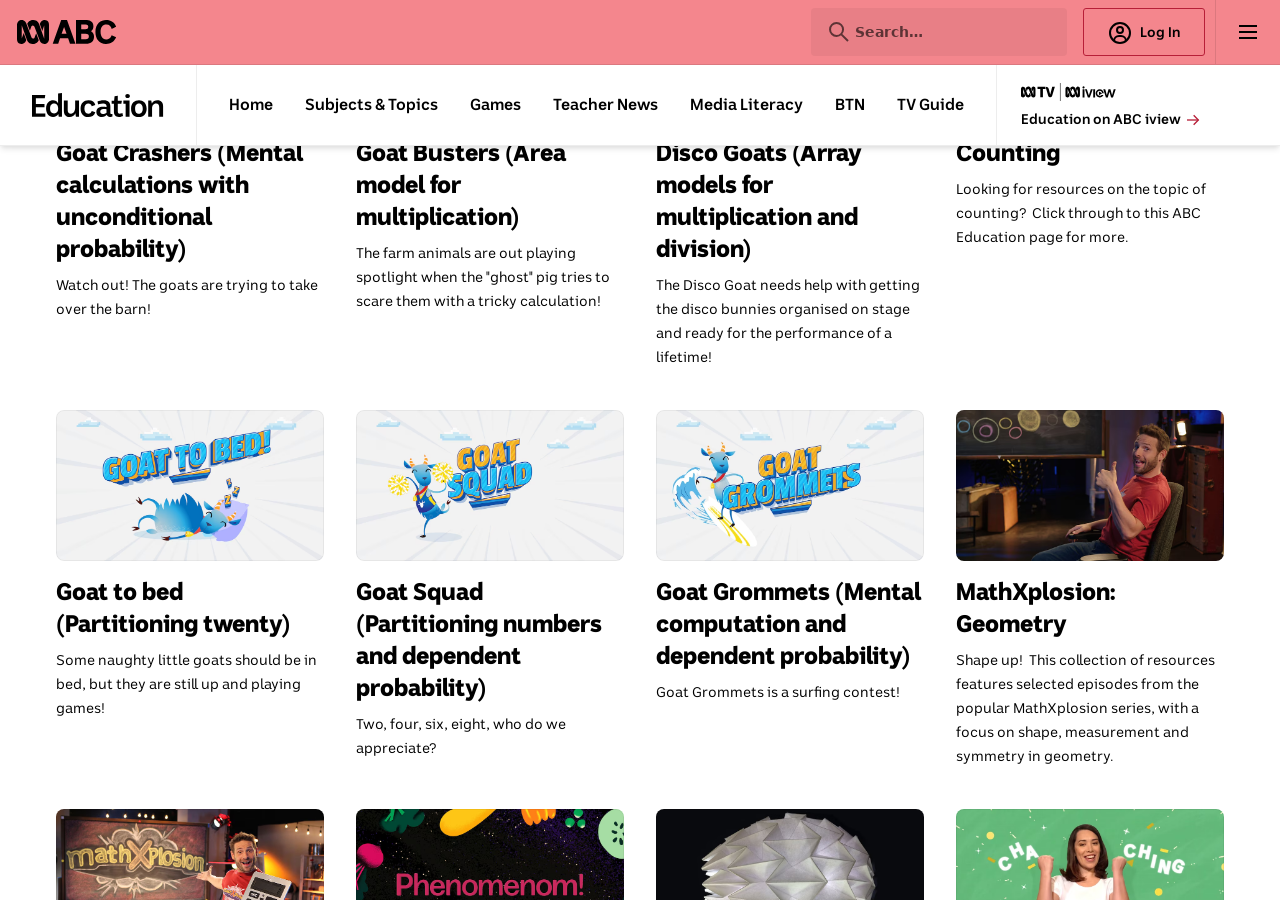 ABC
Search...
Log In
Education
Home
Subjects & Topics
Games
Teacher News
Media Literacy
BTN
TV Guide
TV
iview
Education on ABC iview
Goat Crashers (Mental
calculations with
unconditional
probability)
Watch out! The goats are trying to take
over the barn!
Goat Busters (Area
model for
multiplication)
The farm animals are out playing
spotlight when the "ghost" pig tries to
scare them with a tricky calculation!
Disco Goats (Array
models for
multiplication and
division)
The Disco Goat needs help with getting
the disco bunnies organised on stage
and ready for the performance of a
lifetime!
Counting
Looking for resources on the topic of
counting? Click through to this ABC
Education page for more.
GOAT TO BED!
Goat to bed
(Partitioning twenty)
Some naughty little goats should be in
bed, but they are still up and playing
games!
GOAT
SQUAD
Goat Squad
(Partitioning numbers
and dependent
probability)
Two, four, six, eight, who do we
appreciate?
GOAT
GROMMETS
Goat Grommets (Mental
computation and
dependent probability)
Goat Grommets is a surfing contest!
MathXplosion:
Geometry
Shape up! This collection of resources
features selected episodes from the
popular MathXplosion series, with a
focus on shape, measurement and
symmetry in geometry.
mathXplosion
Phenomenom!
CHA
CHING